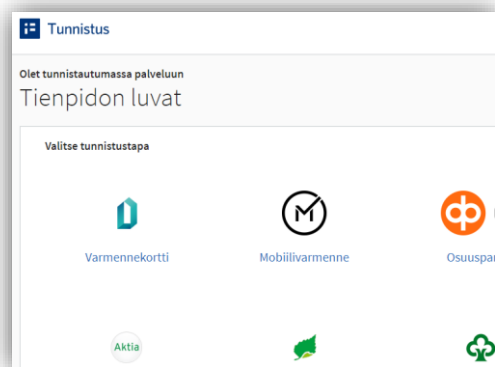 Tunnistus
Olet tunnistautumassa palveluun
Tienpidon luvat
Valitse tunnistustapa
Varmennekortti
Mobiilivarmenne
Aktia